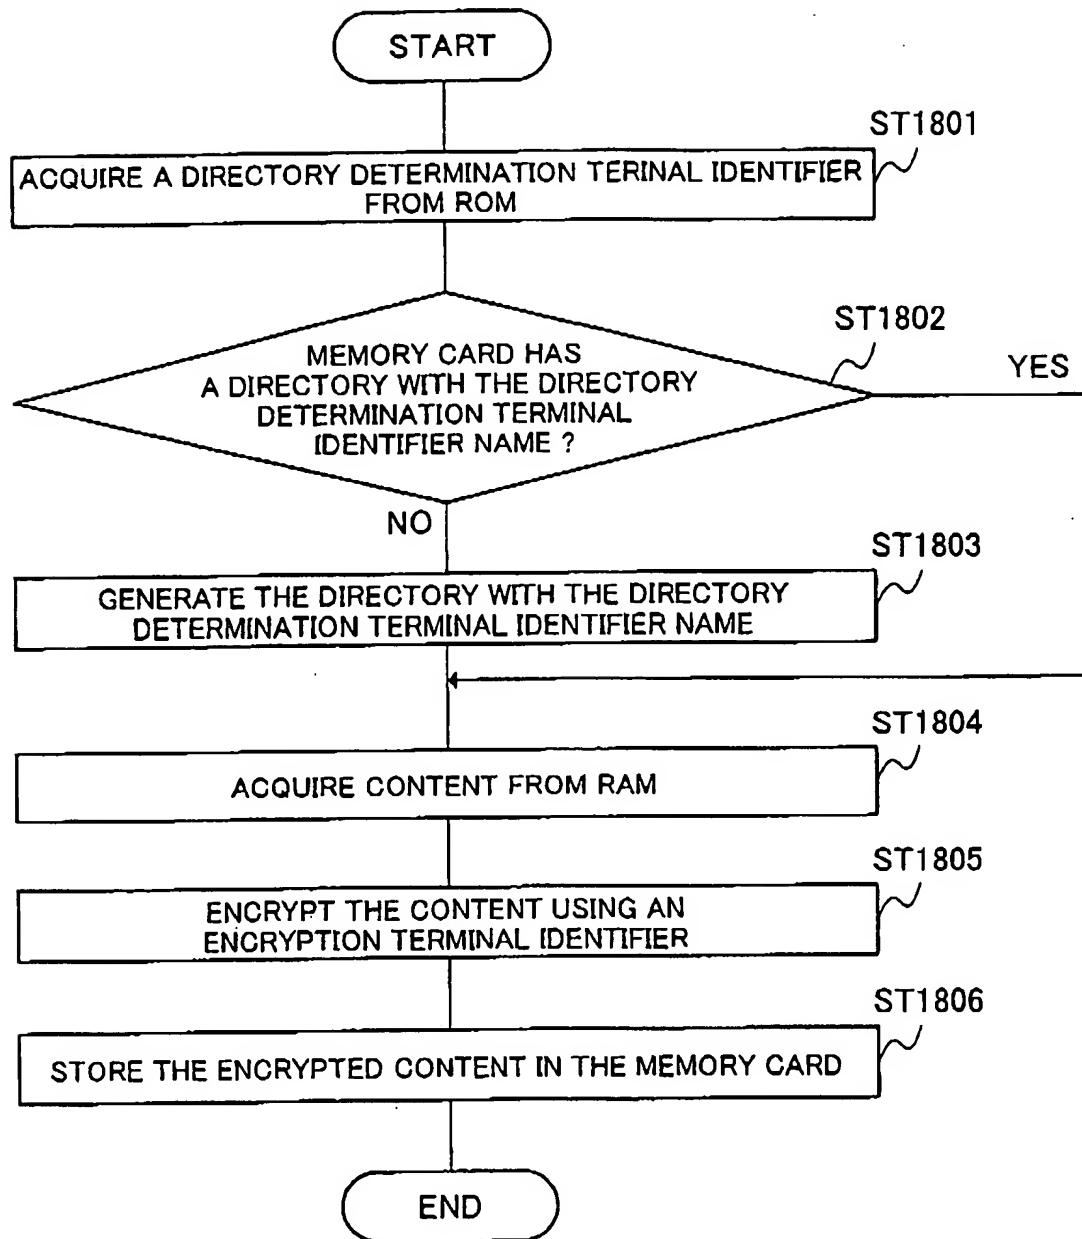 START
ST1801
ACQUIRE A DIRECTORY DETERMINATION TERINAL IDENTIFIER
FROM ROM
ST1802
MEMORY CARD HAS
A DIRECTORY WITH THE DIRECTORY
DETERMINATION TERMINAL
IDENTIFIER NAME ?
YES
NO
ST1803
GENERATE THE DIRECTORY WITH THE DIRECTORY
DETERMINATION TERMINAL IDENTIFIER NAME
ST1804
ACQUIRE CONTENT FROM RAM
ST1805
ENCRYPT THE CONTENT USING AN
ENCRYPTION TERMINAL IDENTIFIER
ST1806
STORE THE ENCRYPTED CONTENT IN THE MEMORY CARD
END